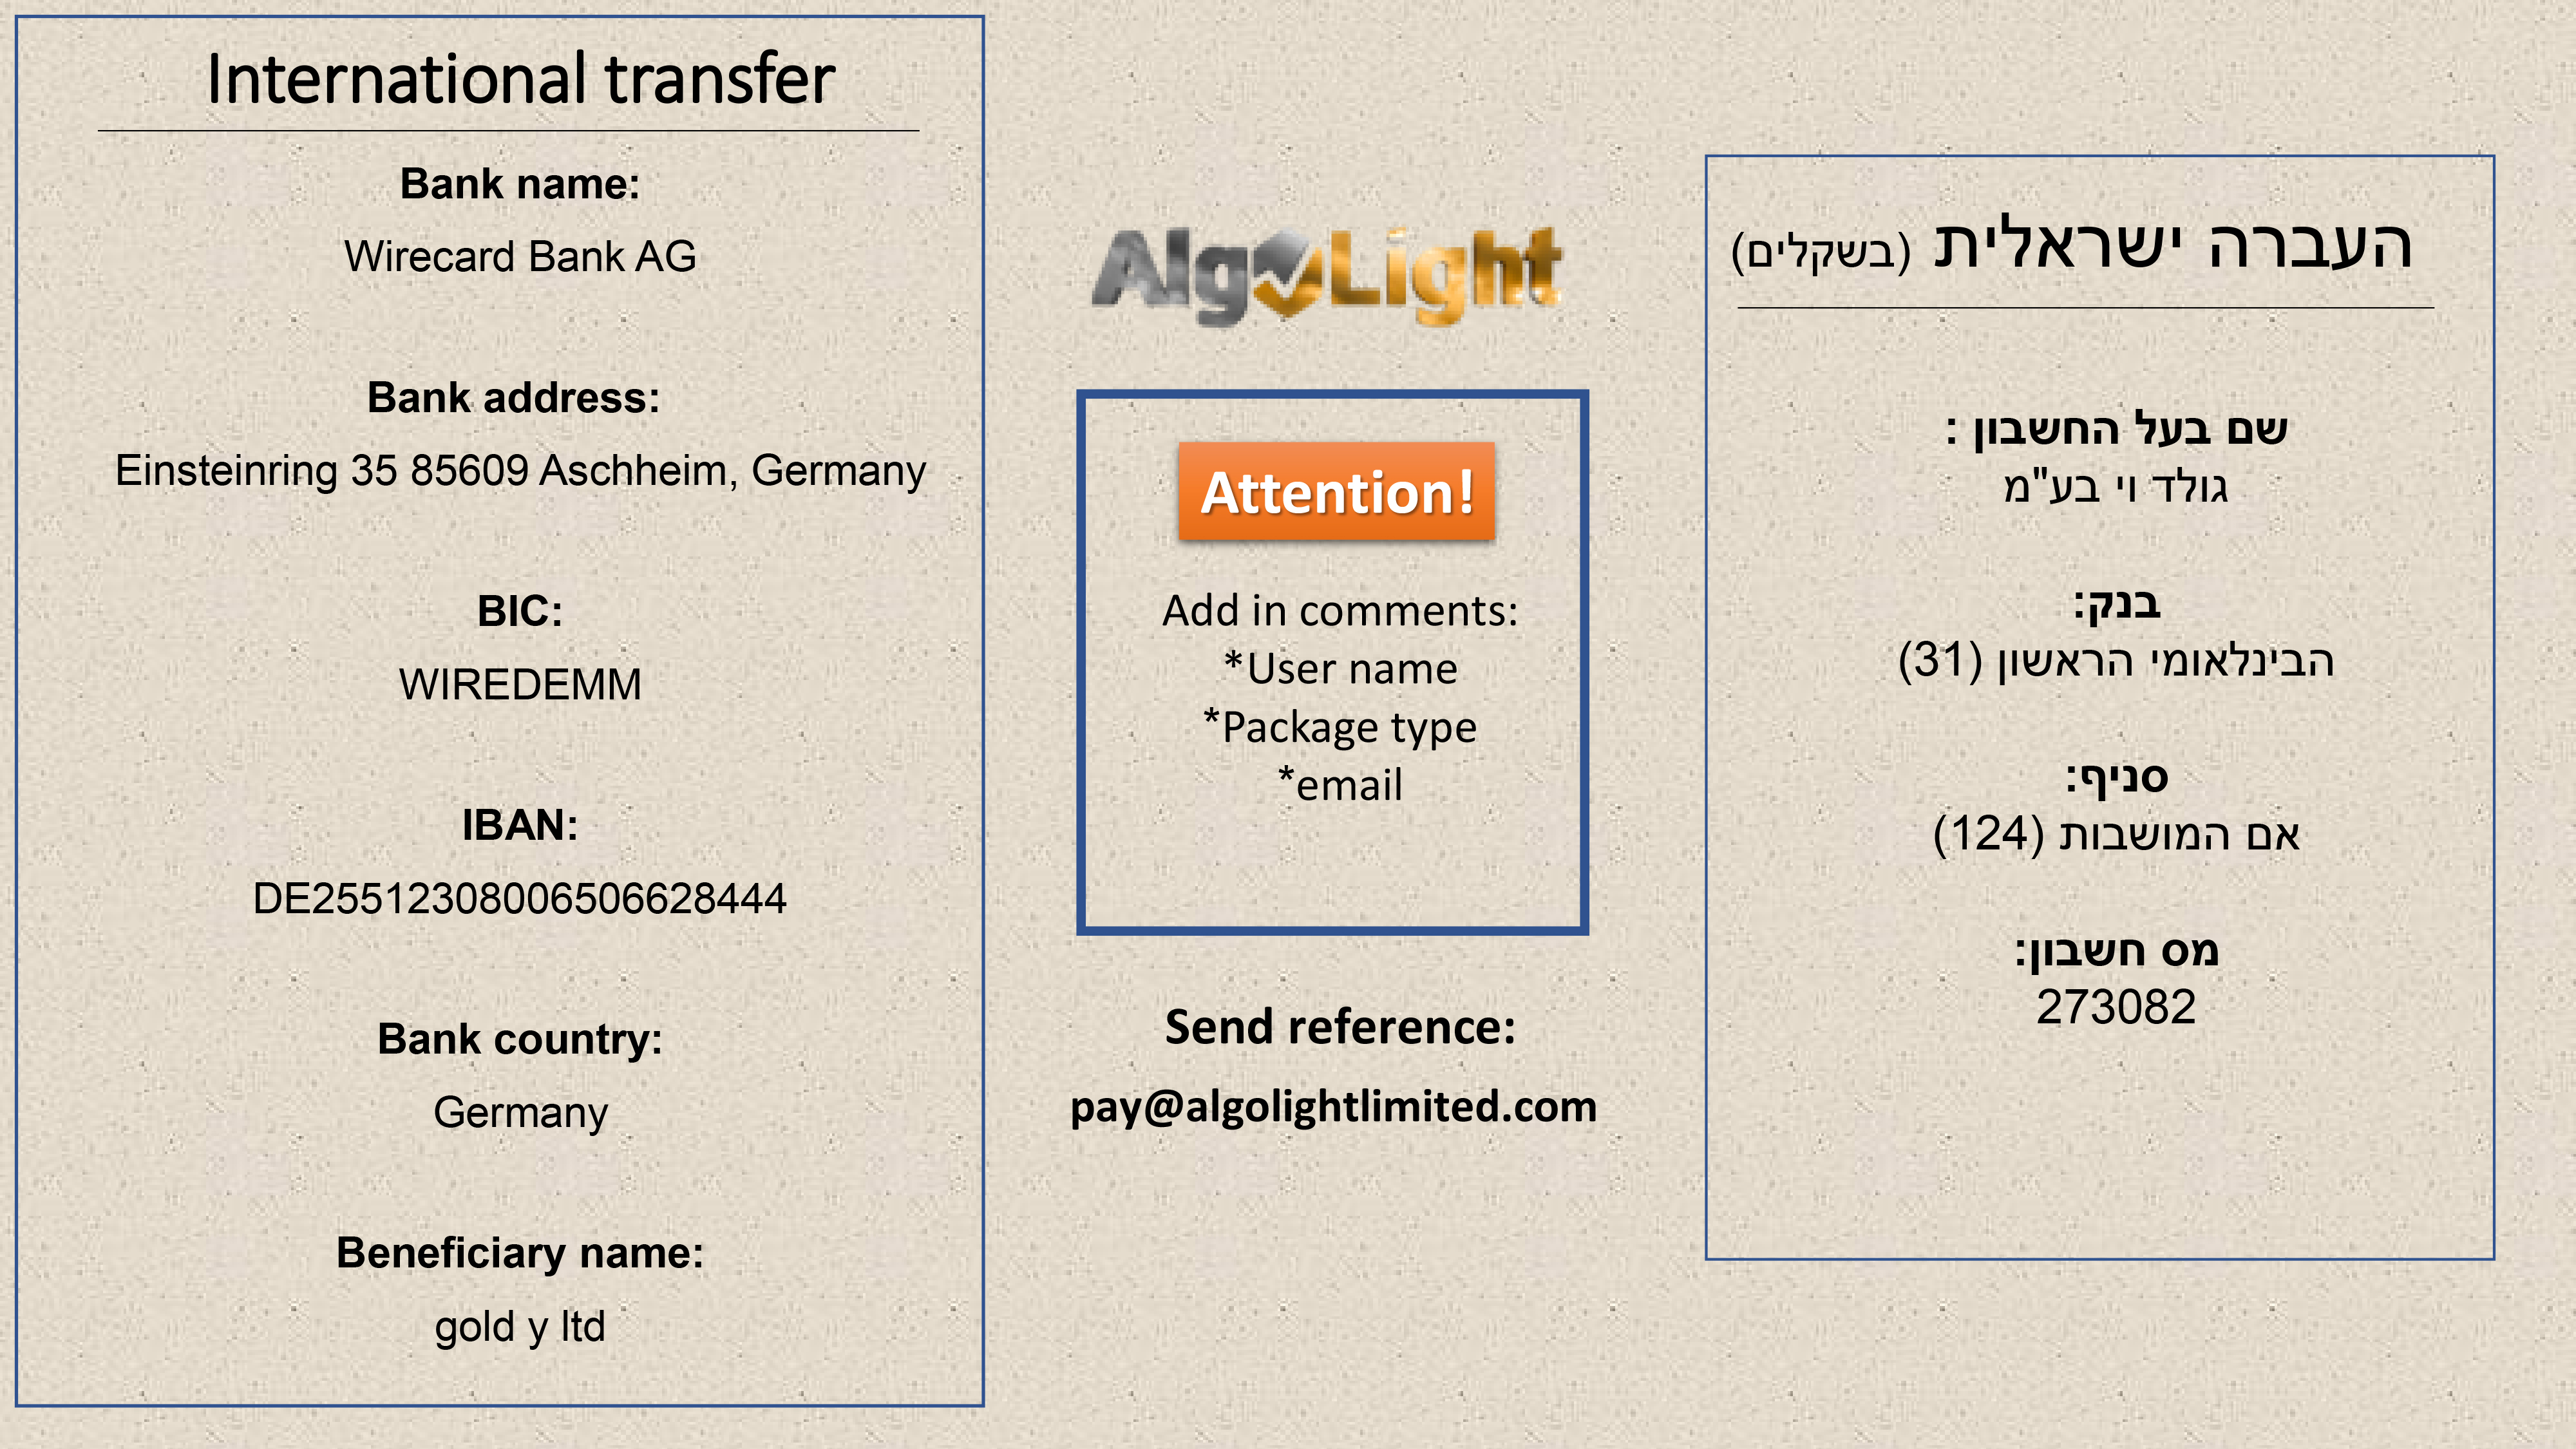 International transfer
Bank name:
Wirecard Bank AG
Bank address:
Einsteinring 35 85609 Aschheim, Germany
BIC:
WIREDEMM
IBAN:
DE25512308006506628444
Bank country:
Germany
Beneficiary name:
gold y ltd
AlgoLight
Attention!
Add in comments:
*User name
*Package type
*email
Send reference:
pay@algolightlimited.com
העברה ישראלית (בשקלים)
שם בעל החשבון :
גולד וי בע"מ
בנק:
הבינלאומי הראשון (31)
סניף:
אם המושבות (124)
מס חשבון:
273082